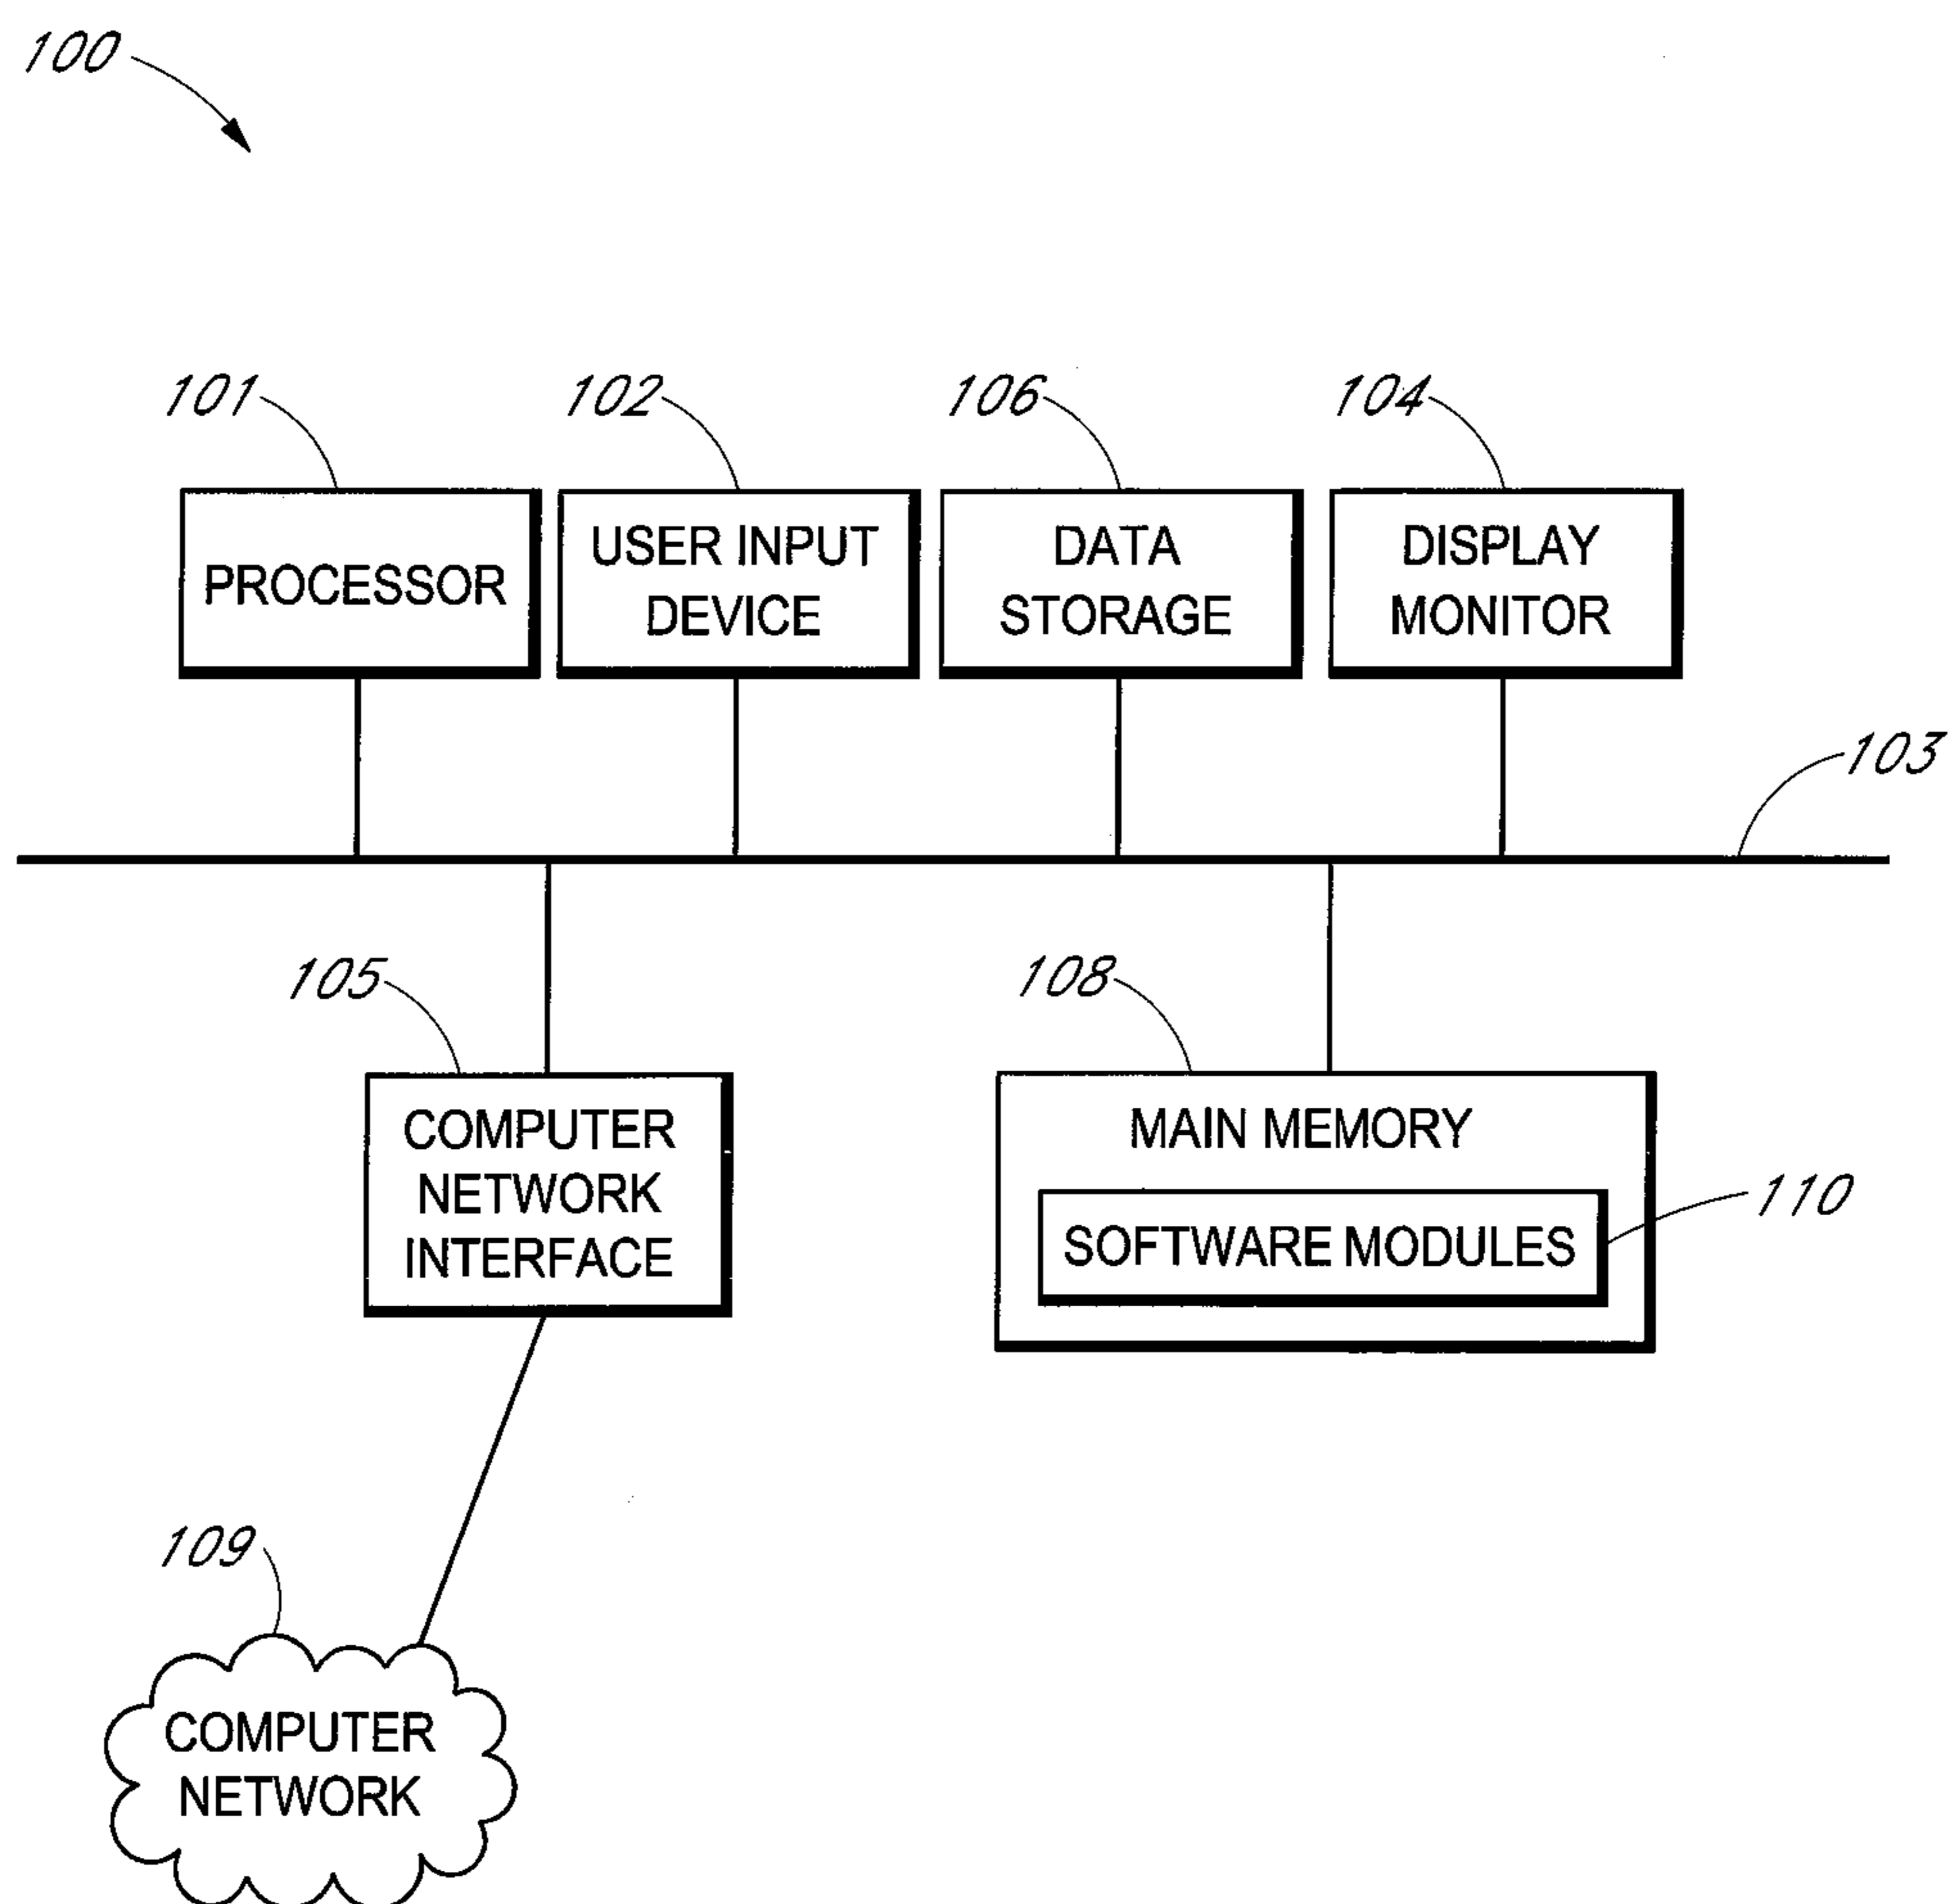 100
101
102
106
104
PROCESSOR
USER INPUT
DEVICE
DATA
STORAGE
DISPLAY
MONITOR
103
105
108
COMPUTER
NETWORK
INTERFACE
MAIN MEMORY
110
SOFTWARE MODULES
109
COMPUTER
NETWORK